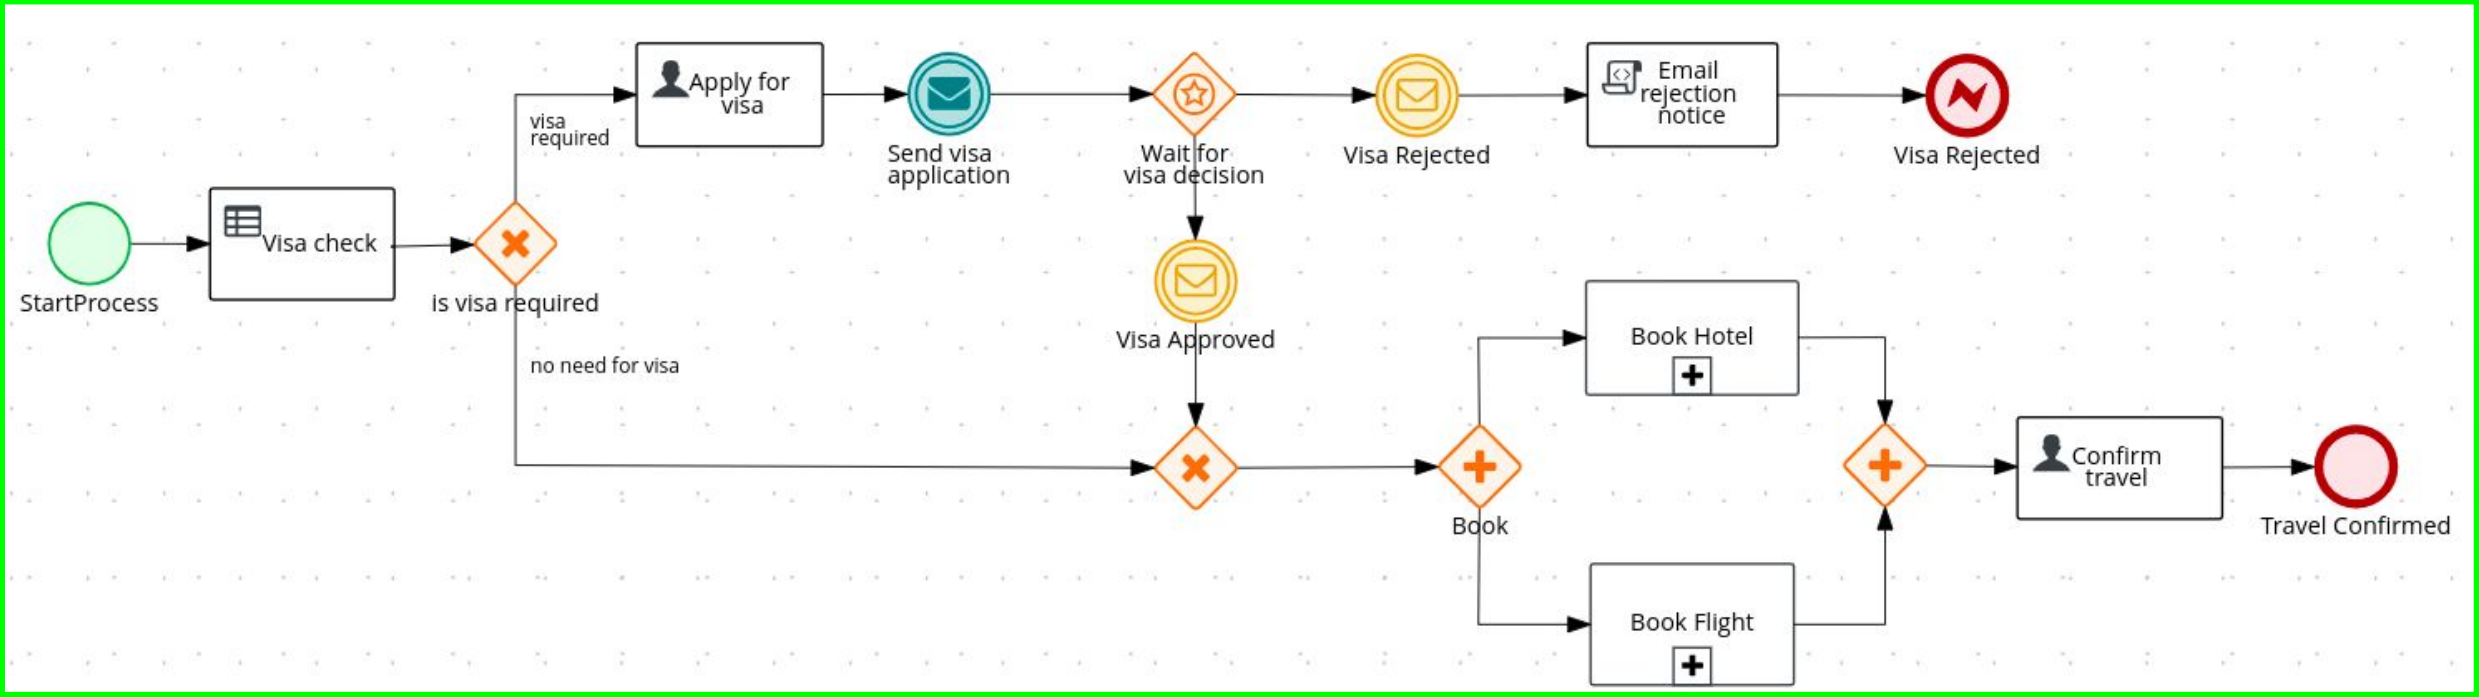 visa
required
Apply for
visa
Send visa
application
Wait for
visa decision
Visa Rejected
Email
rejection
notice
Visa Rejected
StartProcess
Visa check
is visa required
no need for visa
Visa Approved
Book Hotel
Book
Book Flight
Confirm
travel
Travel Confirmed